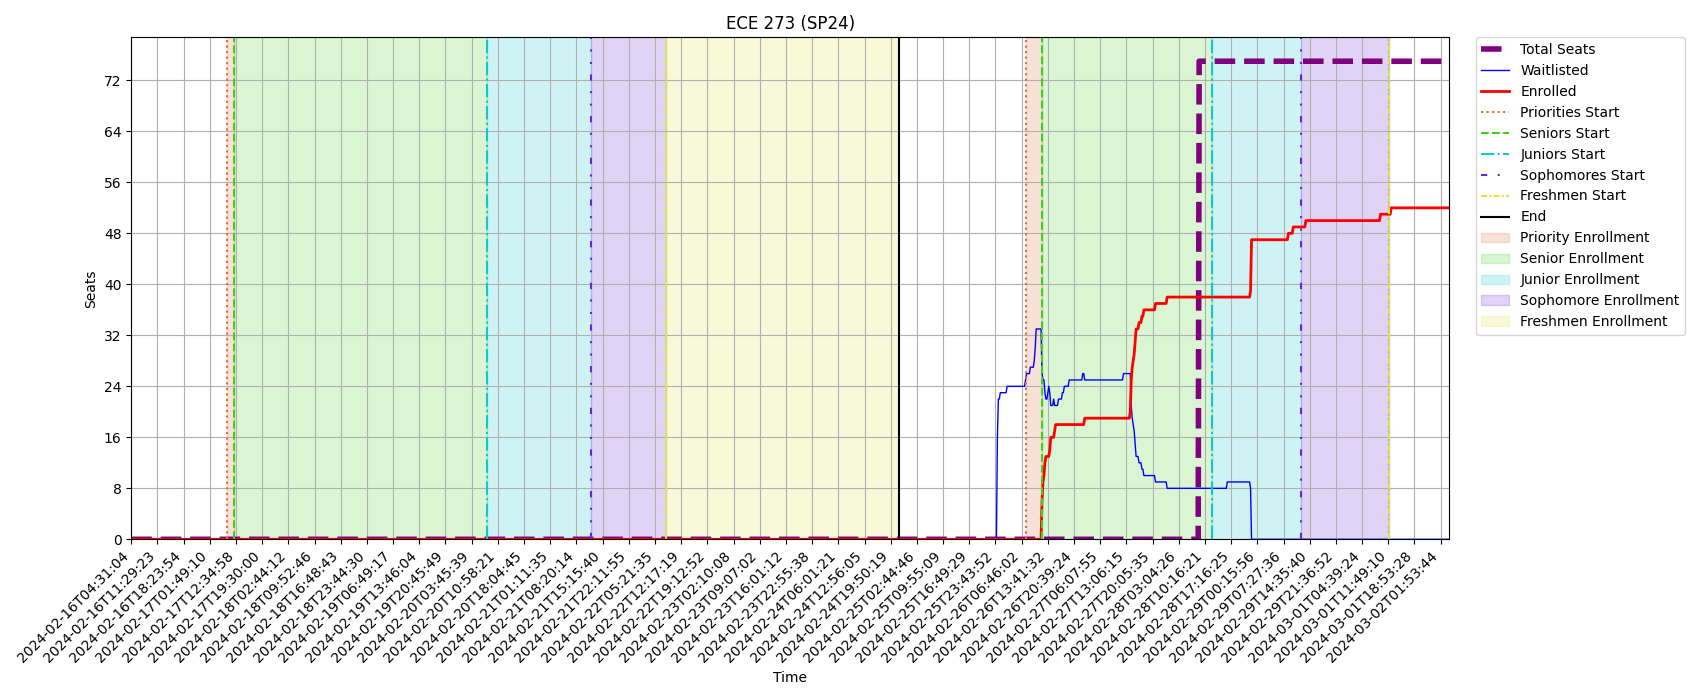 ECE 273 (SP24)
Seats
72
64
56
48
40
32
24
16
8
0
2024-02-16T04:31:04
2024-02-16T11:29:23
2024-02-16T18:23:54
2024-02-17T01:49:10
2024-02-17T12:34:58
2024-02-17T19:30:00
2024-02-18T02:44:12
2024-02-18T09:52:46
2024-02-18T16:48:43
2024-02-18T23:44:30
2024-02-19T06:49:17
2024-02-19T13:46:04
2024-02-19T20:45:49
2024-02-20T03:45:39
2024-02-20T10:58:21
2024-02-20T18:04:45
2024-02-21T01:11:35
2024-02-21T08:20:14
2024-02-21T15:15:40
2024-02-21T22:11:55
2024-02-22T05:21:35
2024-02-22T12:17:19
2024-02-22T19:12:52
2024-02-23T02:10:08
2024-02-23T09:07:02
2024-02-23T16:01:12
2024-02-23T22:55:38
2024-02-24T06:01:21
2024-02-24T12:56:05
2024-02-24T19:50:19
2024-02-25T02:44:46
2024-02-25T09:55:09
2024-02-25T16:49:29
2024-02-25T23:43:52
2024-02-26T06:46:02
2024-02-26T13:41:32
2024-02-26T20:39:24
2024-02-27T06:07:55
2024-02-27T13:06:15
2024-02-27T20:05:35
2024-02-28T03:04:26
2024-02-28T10:16:21
2024-02-28T17:16:25
2024-02-29T00:15:56
2024-02-29T07:27:36
2024-02-29T14:35:40
2024-02-29T21:36:52
2024-03-01T04:39:24
2024-03-01T11:49:10
2024-03-01T18:53:28
2024-03-02T01:53:44
Time
Total Seats
Waitlisted
Enrolled
Priorities Start
Seniors Start
Juniors Start
Sophomores Start
Freshmen Start
End
Priority Enrollment
Senior Enrollment
Junior Enrollment
Sophomore Enrollment
Freshmen Enrollment